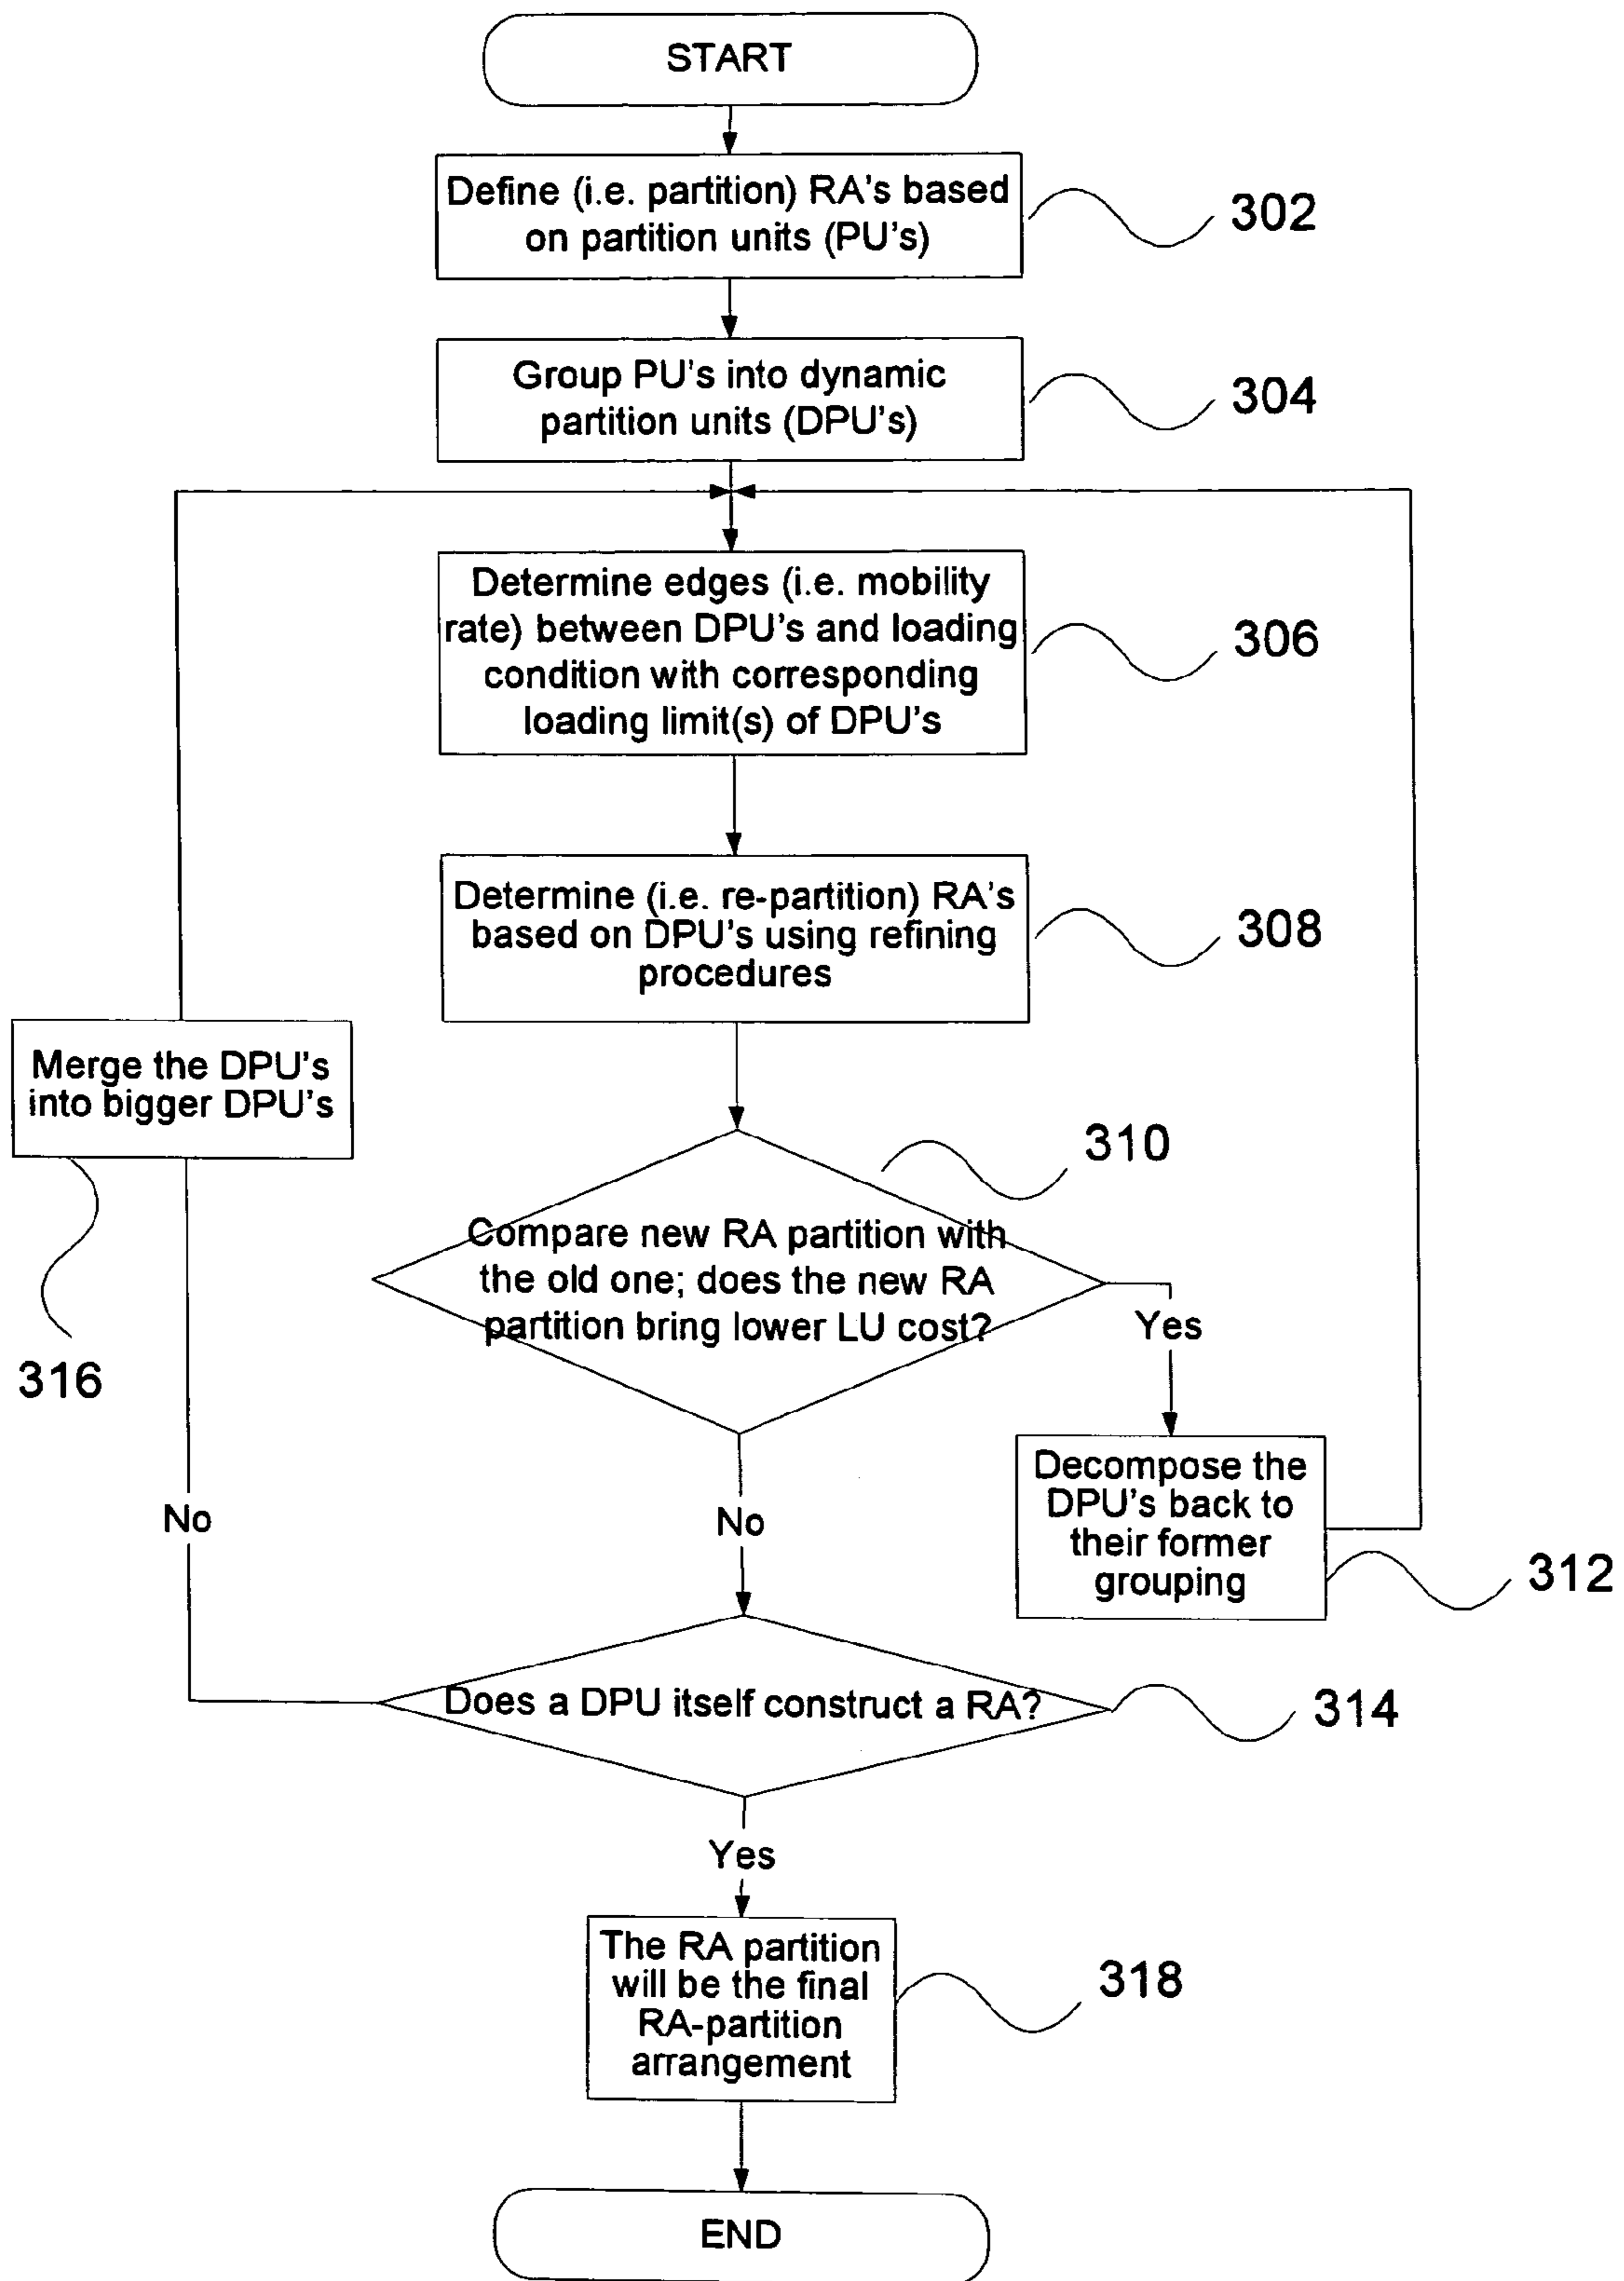 START
Define (i.e. partition) RA's based
on partition units (PU's)
302
Group PU's into dynamic
partition units (DPU's)
304
Determine edges (i.e. mobility
rate) between DPU's and loading
condition with corresponding
loading limit(s) of DPU's
306
Determine (i.e. re-partition) RA's
based on DPU's using refining
procedures
308
Merge the DPU's
into bigger DPU's
316
310
Compare new RA partition with
the old one; does the new RA
partition bring lower LU cost?
Yes
Decompose the
DPU's back to
their former
grouping
312
No
No
Does a DPU itself construct a RA?
314
Yes
The RA partition
will be the final
RA-partition
arrangement
318
END